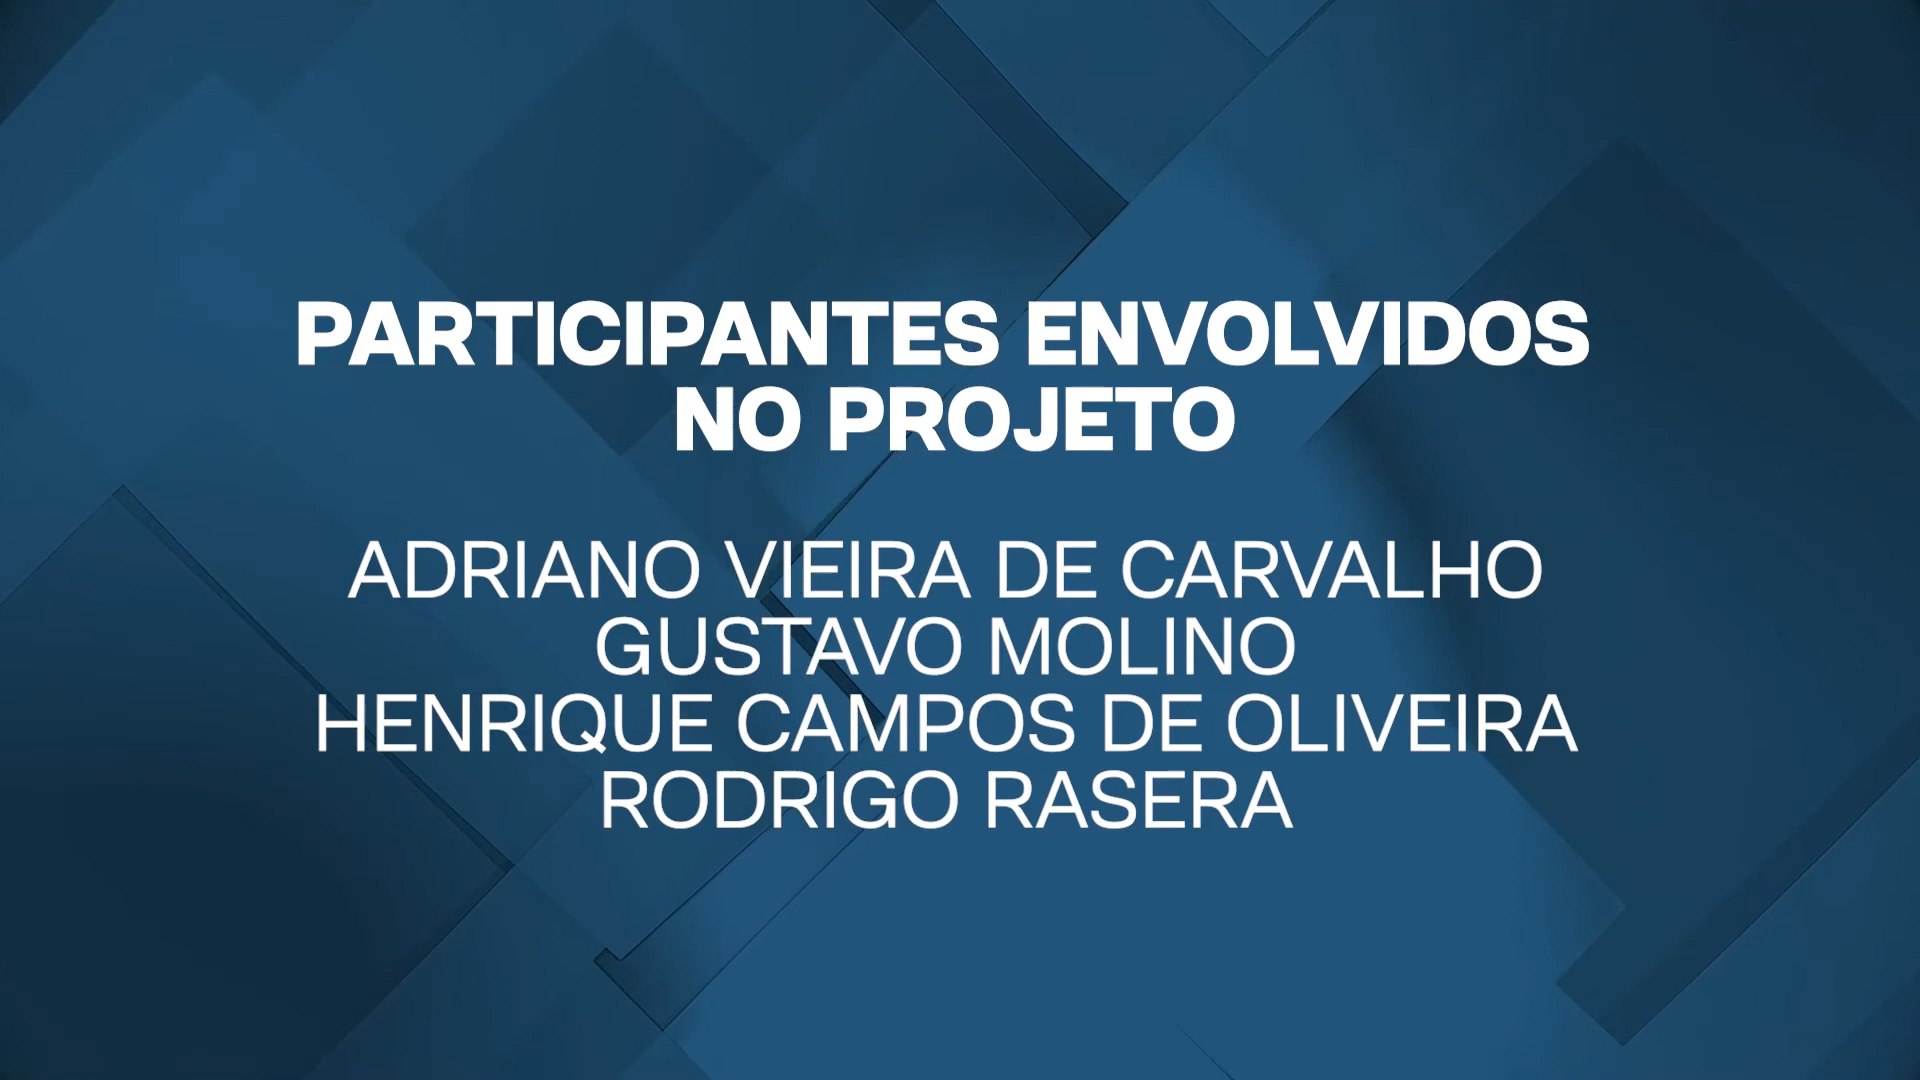 PARTICIPANTES ENVOLVIDOS
NO PROJETO
ADRIANO VIEIRA DE CARVALHO
GUSTAVO MOLINO
HENRIQUE CAMPOS DE OLIVEIRA
RODRIGO RASERA